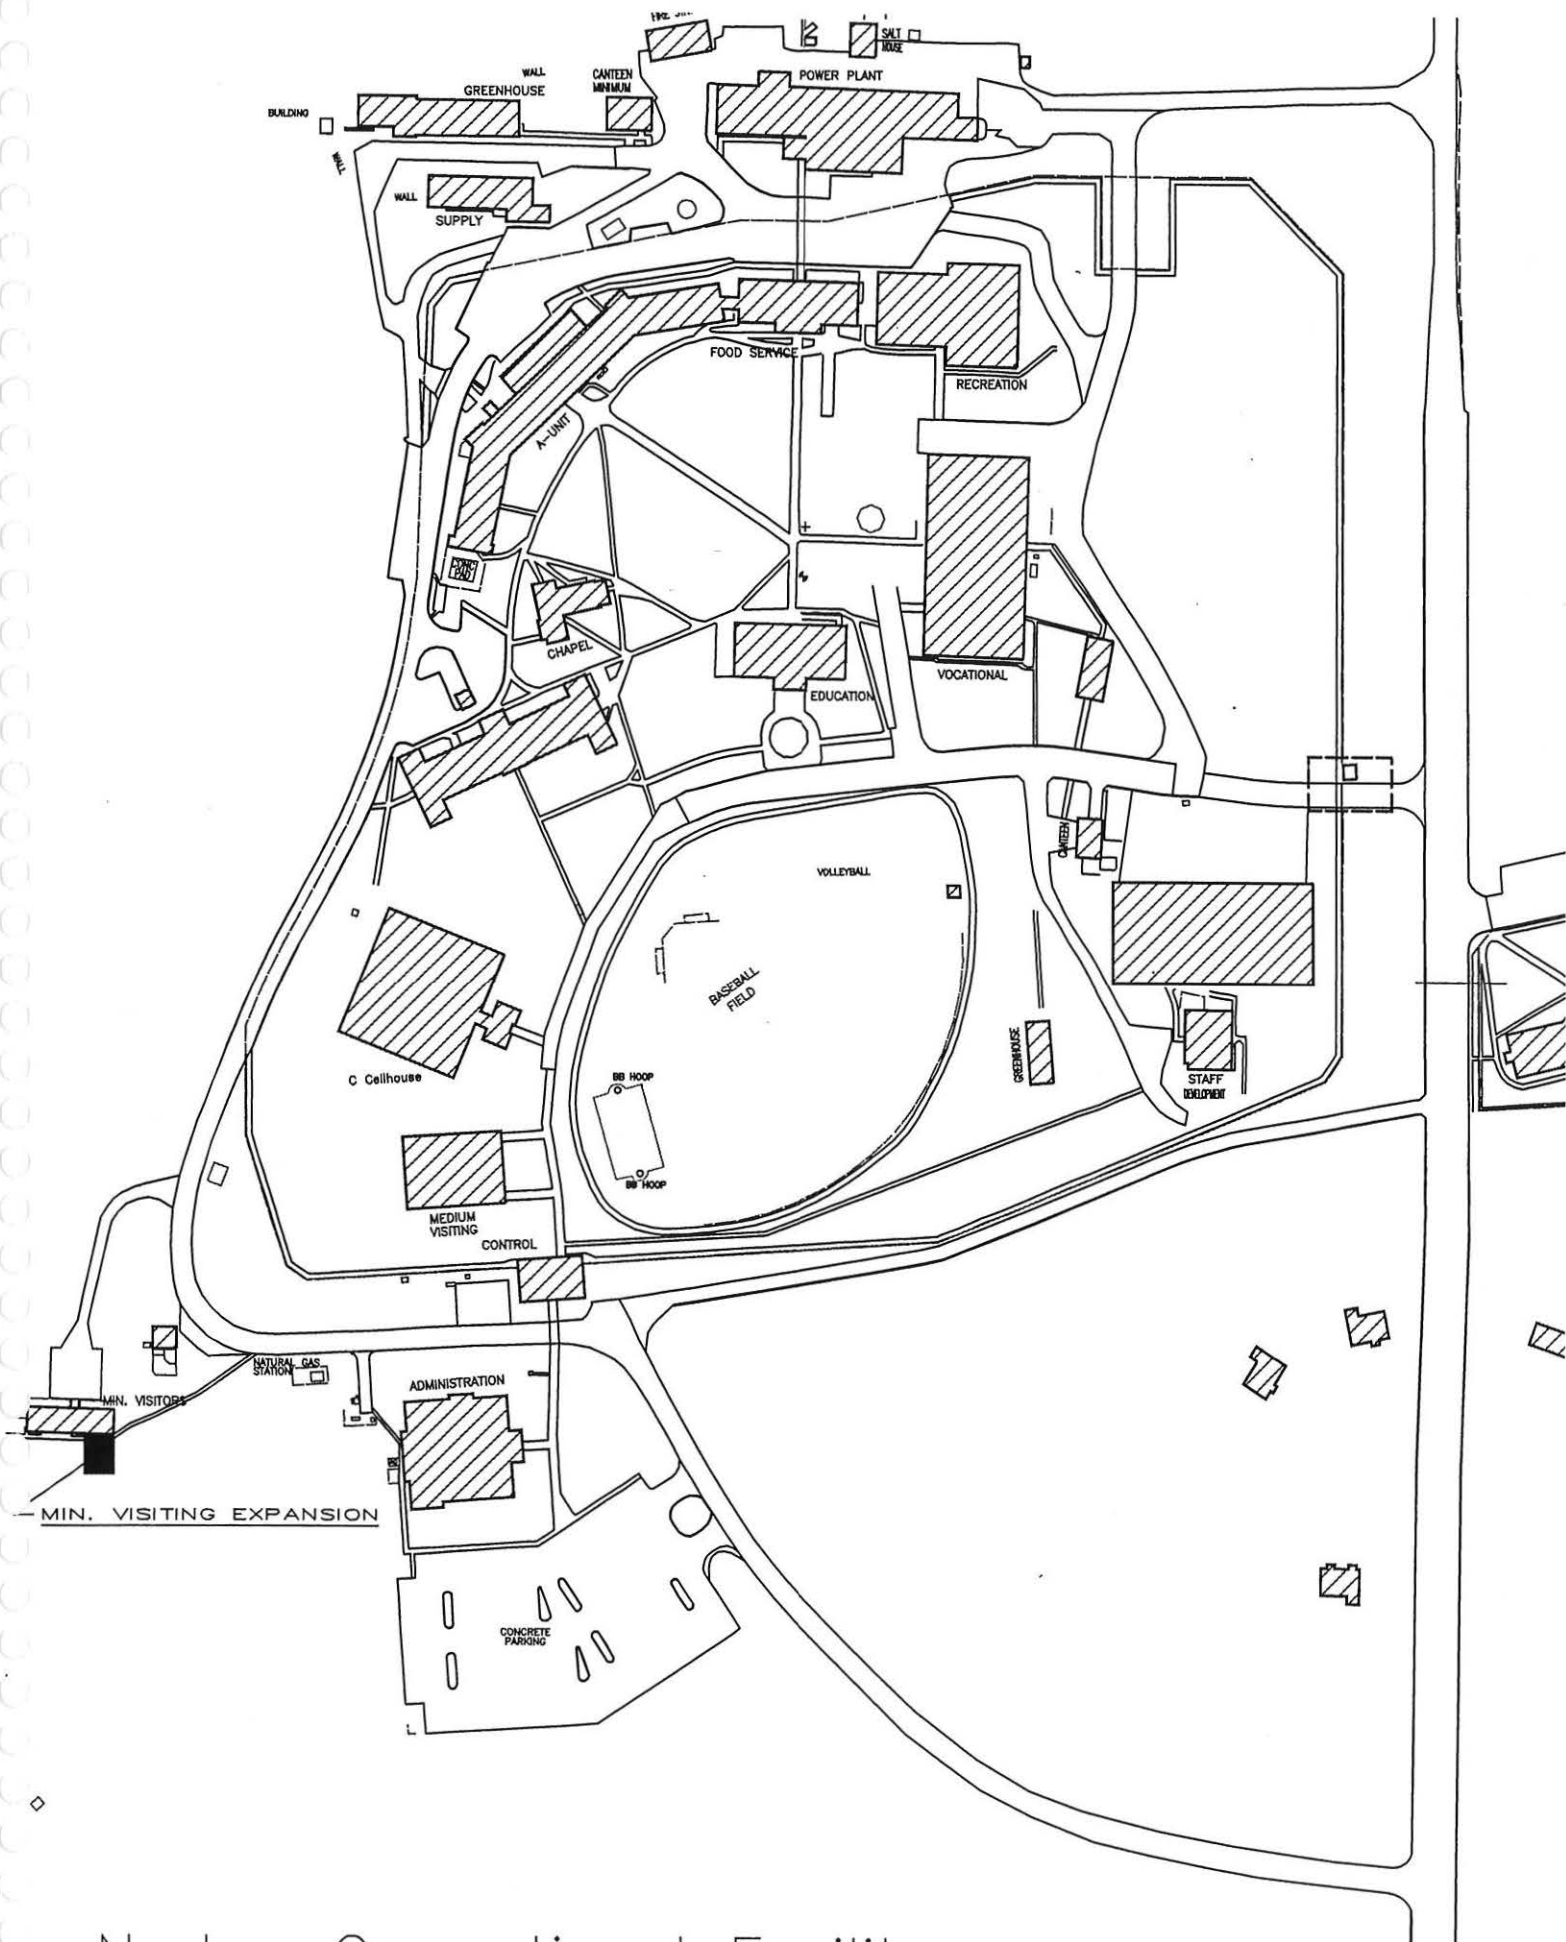 SALT
HOUSE
WALL
CANTEEN
MINIMUM
POWER PLANT
GREENHOUSE
BUILDING
WALL
WALL
SUPPLY
FOOD SERVICE
RECREATION
A-UNIT
CONC
PAD
CHAPEL
EDUCATION
VOCATIONAL
CANTEEN
VOLLEYBALL
BASEBALL
FIELD
GREENHOUSE
C Cellhouse
BB HOOP
STAFF
DEVELOPMENT
BB HOOP
MEDIUM
VISITING
CONTROL
NATURAL GAS
STATION
ADMINISTRATION
MIN. VISITORS
MIN. VISITING EXPANSION
CONCRETE
PARKING